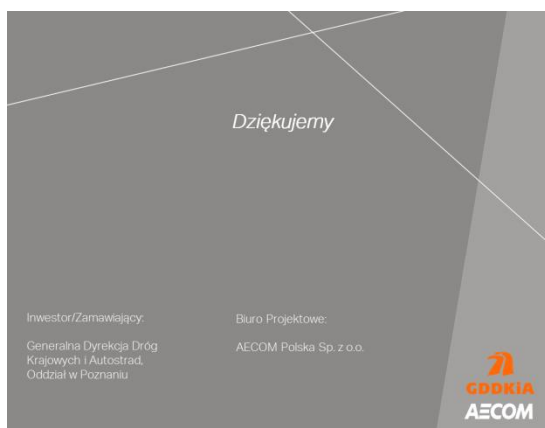 Dziękujemy
Inwestor/Zamawiający:
Generalna Dyrekcja Dróg
Krajowych i Autostrad,
Oddział w Poznaniu
Biuro Projektowe:
AECOM Polska Sp. z o.o.
GDDKiA
AECOM